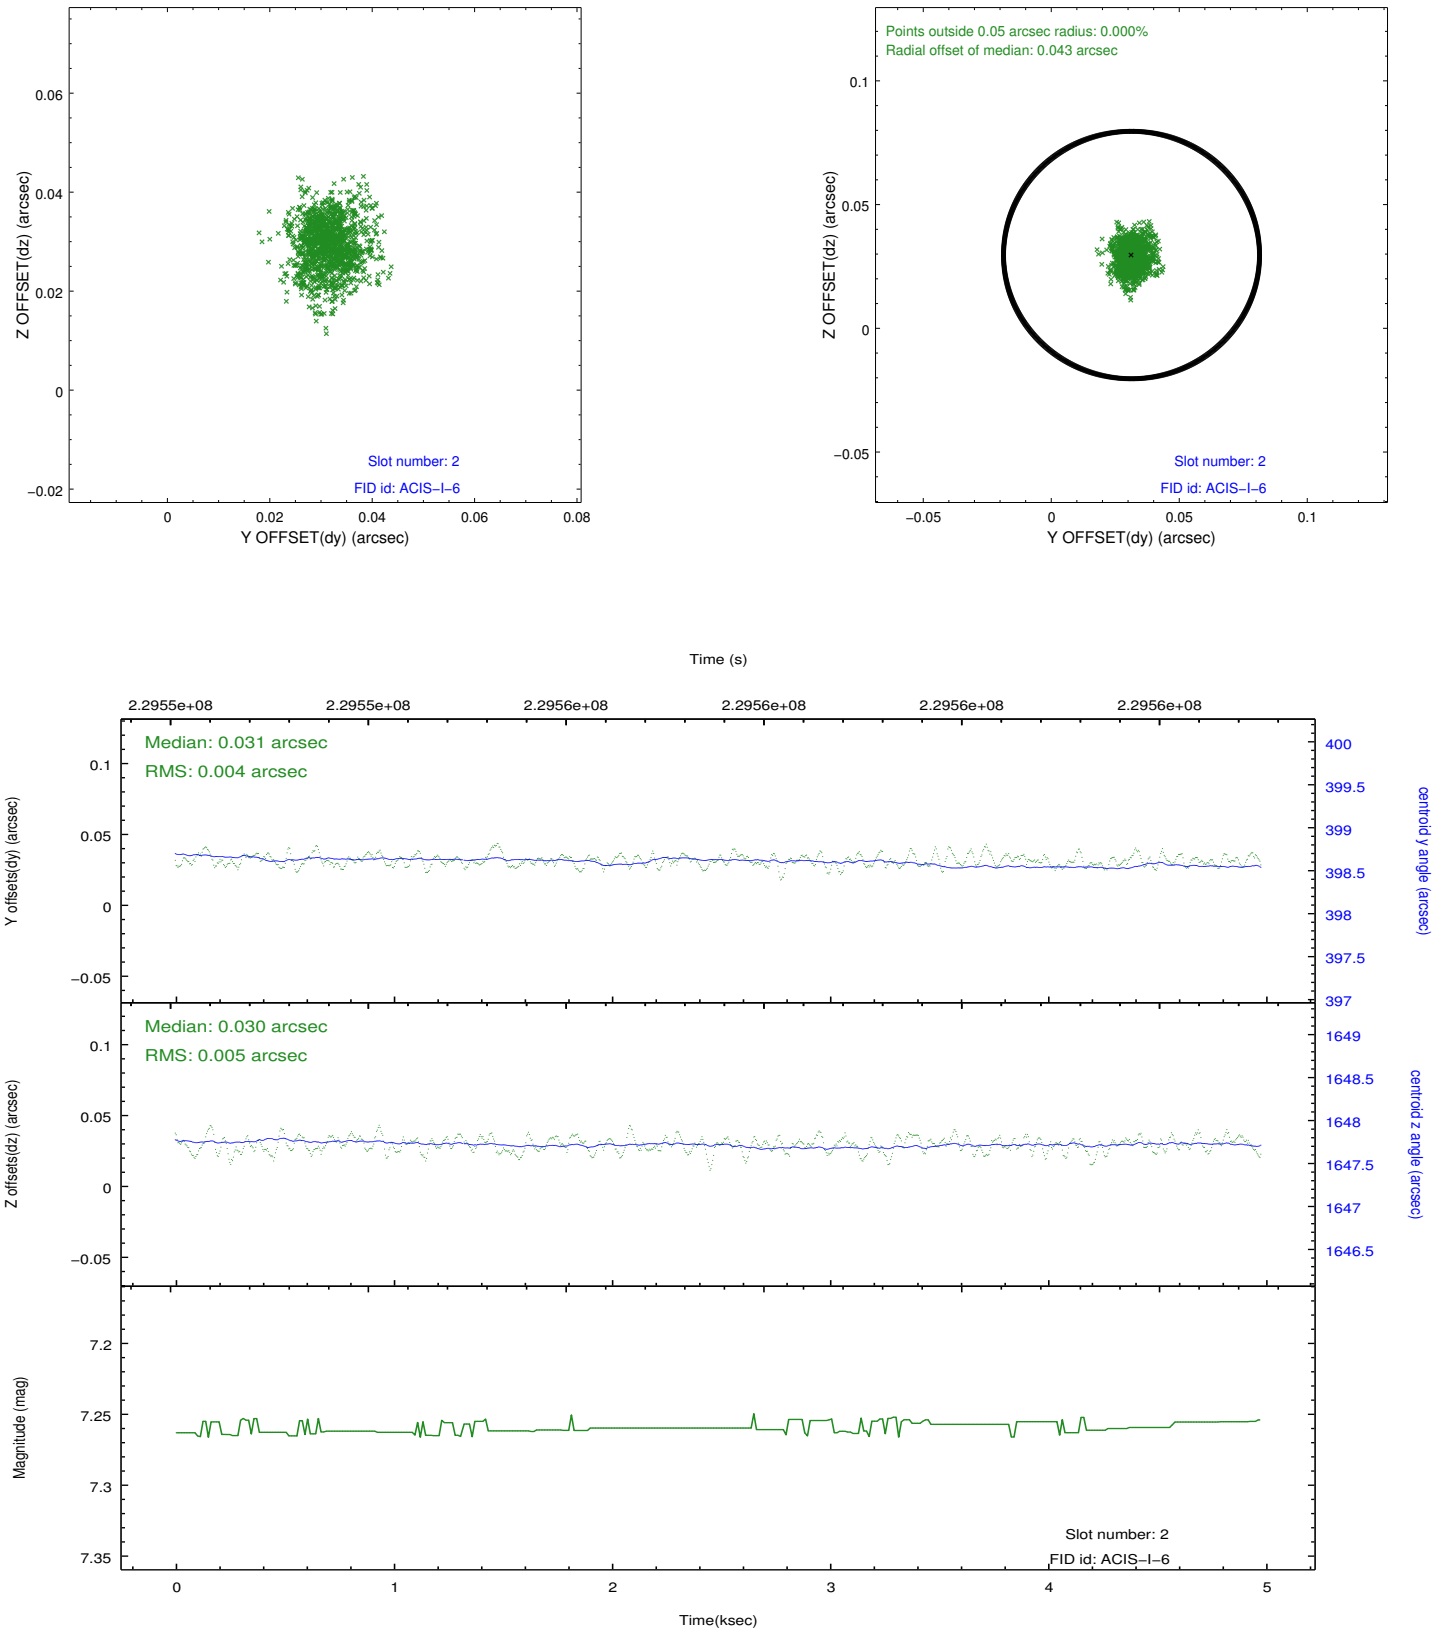 0.06
0.04
0.02
0
−0.02
Z OFFSET(dz) (arcsec)
Slot number: 2
FID id: ACIS−I−6
0 0.02 0.04 0.06 0.08
Y OFFSET(dy) (arcsec)
Points outside 0.05 arcsec radius: 0.000%
Radial offset of median: 0.043 arcsec
0.1
0.05
0
−0.05
Z OFFSET(dz) (arcsec)
Slot number: 2
FID id: ACIS−I−6
−0.05 0 0.05 0.1
Y OFFSET(dy) (arcsec)
Time (s)
2.2955e+08 2.2955e+08 2.2956e+08 2.2956e+08 2.2956e+08 2.2956e+08
Median: 0.031 arcsec
RMS: 0.004 arcsec
0.1
0.05
0
−0.05
Y offsets(dy) (arcsec)
400
399.5
399
398.5
398
397.5
397
centroid y angle (arcsec)
Median: 0.030 arcsec
RMS: 0.005 arcsec
0.1
0.05
0
−0.05
Z offsets(dz) (arcsec)
1649
1648.5
1648
1647.5
1647
1646.5
centroid z angle (arcsec)
7.2
7.25
7.3
7.35
Magnitude (mag)
Slot number: 2
FID id: ACIS−I−6
0 1 2 3 4 5
Time(ksec)